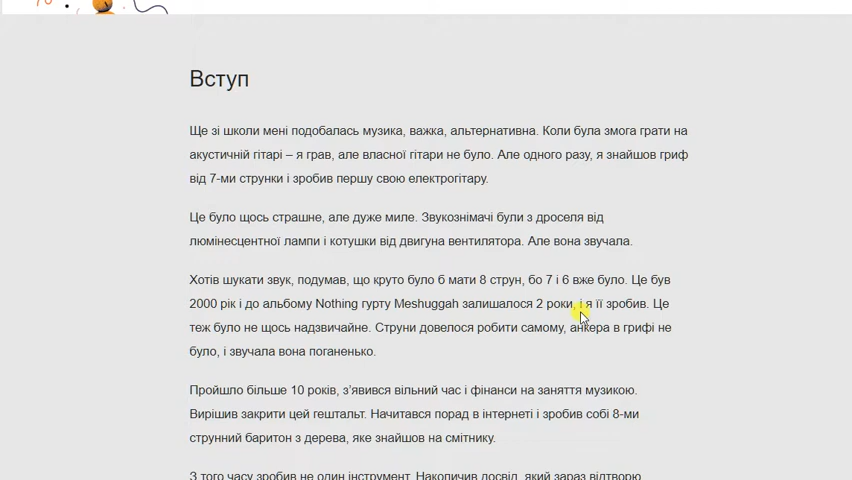 Вступ
Ще зі школи мені подобалась музика, важка, альтернативна. Коли була змога грати на
акустичній гітарі – я грав, але власної гітари не було. Але одного разу, я знайшов гриф
від 7-ми струнки і зробив першу свою електрогітару.
Це було щось страшне, але дуже миле. Звукознімачі були з дроселя від
люмінесцентної лампи і котушки від двигуна вентилятора. Але вона звучала.
Хотів шукати звук, подумав, що круто було б мати 8 струн, бо 7 і 6 вже було. Це був
2000 рік і до альбому Nothing гурту Meshuggah залишалося 2 роки, і я її зробив. Це
теж було не щось надзвичайне. Струни довелося робити самому, анкера в грифі не
було, і звучала вона поганенько.
Пройшло більше 10 років, з’явився вільний час і фінанси на заняття музикою.
Вирішив закрити цей гештальт. Начитався порад в інтернеті і зробив собі 8-ми
струнний баритон з дерева, яке знайшов на смітнику.
З того часу зробив не один інструмент. Накопичив досвід, який зараз відтворю